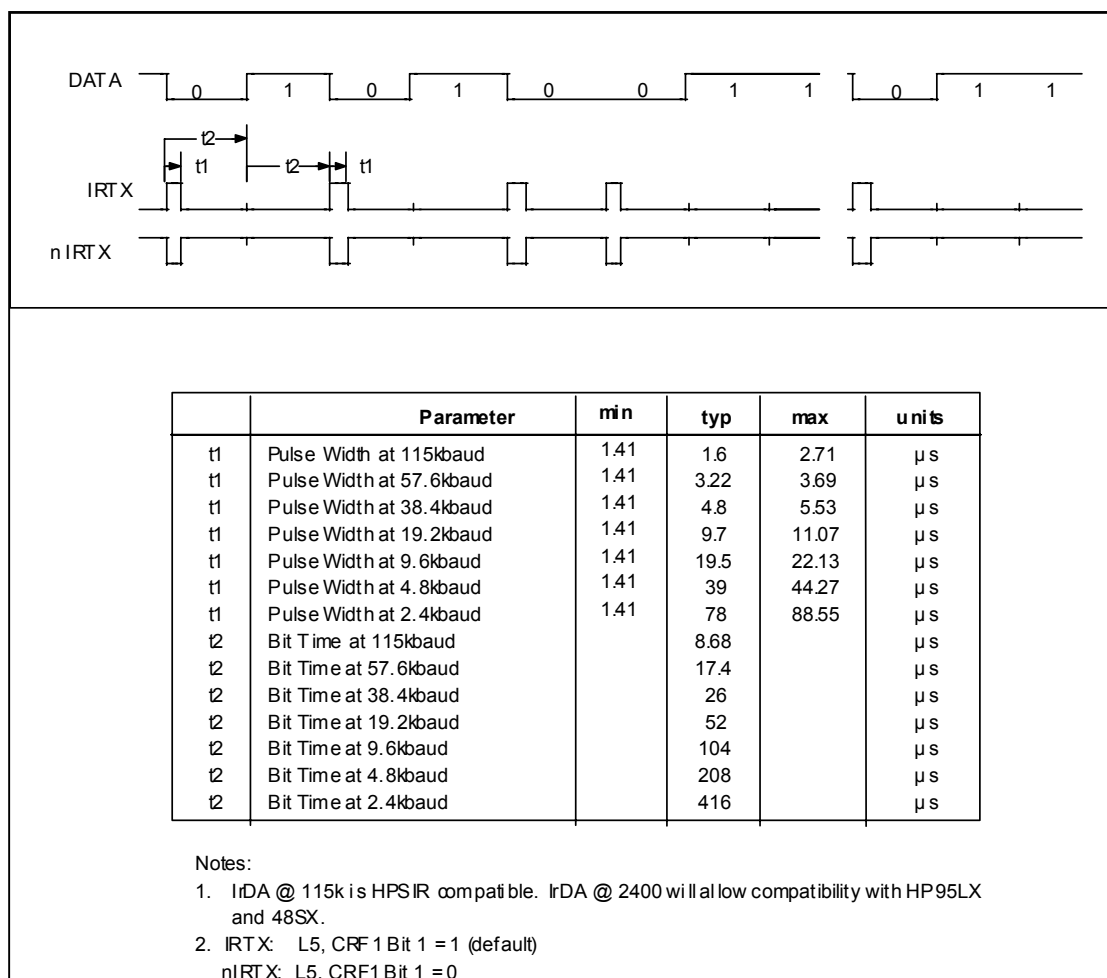 DATA 0 1 0 1 0 0 1 1 0 1 1
t2
t1 t2 t1
IRTX
nIRTX
Parameter min typ max units
t1 Pulse Width at 115kbaud 1.41 1.6 2.71 µs
t1 Pulse Width at 57.6kbaud 1.41 3.22 3.69 µs
t1 Pulse Width at 38.4kbaud 1.41 4.8 5.53 µs
t1 Pulse Width at 19.2kbaud 1.41 9.7 11.07 µs
t1 Pulse Width at 9.6kbaud 1.41 19.5 22.13 µs
t1 Pulse Width at 4.8kbaud 1.41 39 44.27 µs
t1 Pulse Width at 2.4kbaud 1.41 78 88.55 µs
t2 Bit Time at 115kbaud 8.68 µs
t2 Bit Time at 57.6kbaud 17.4 µs
t2 Bit Time at 38.4kbaud 26 µs
t2 Bit Time at 19.2kbaud 52 µs
t2 Bit Time at 9.6kbaud 104 µs
t2 Bit Time at 4.8kbaud 208 µs
t2 Bit Time at 2.4kbaud 416 µs
Notes:
1. IrDA @ 115k is HPSIR compatible. IrDA @ 2400 will allow compatibility with HP95LX
and 48SX.
2. IRTX: L5, CRF1 Bit 1 = 1 (default)
nIRTX: L5, CRF1 Bit 1 = 0